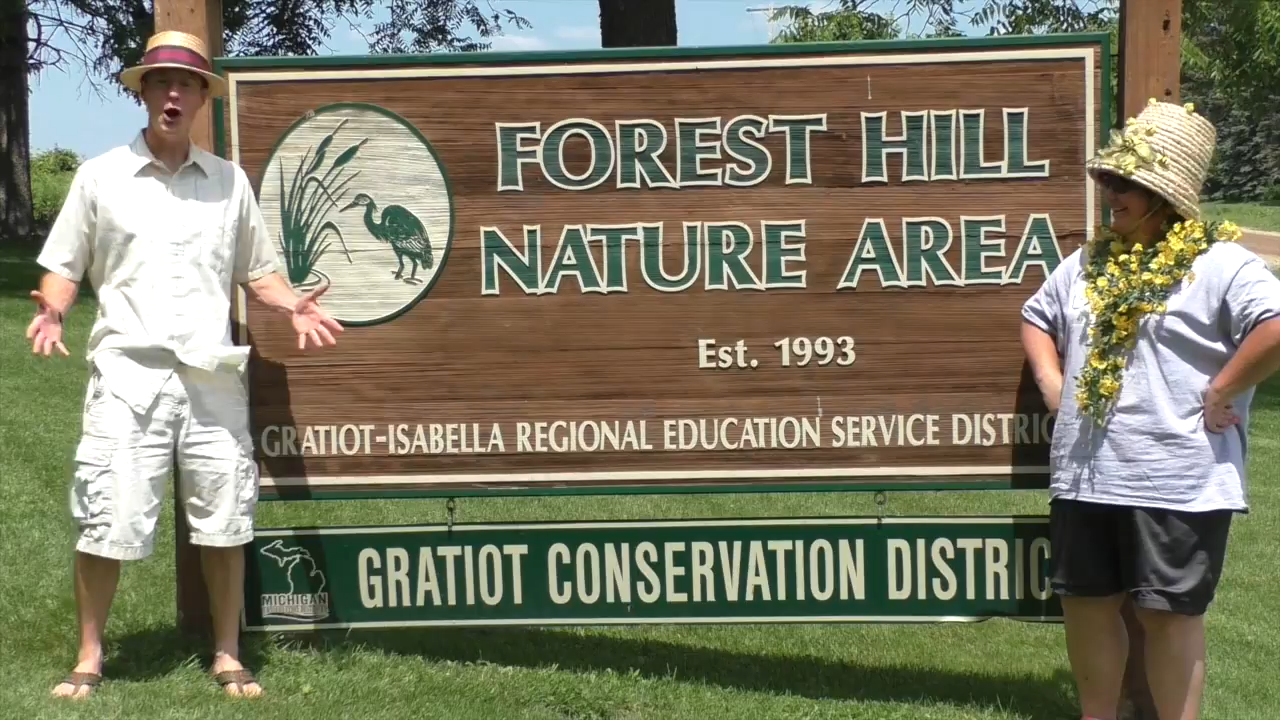 FOREST HILL
NATURE AREA
Est. 1993
GRATIOT-ISABELLA REGIONAL EDUCATION SERVICE DISTRIC
GRATIOT CONSERVATION DISTRIC
MICHIGAN